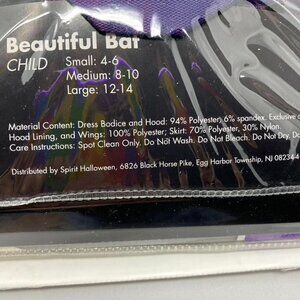 Beautiful Bat
CHILD Small: 4-6
Medium: 8-10
Large: 12-14
Material Content: Dress Bodice and Hood: 94% Polyester; 6% spandex. Exclusive
Hood Lining, and Wings: 100% Polyester; Skirt: 70% Polyester, 30% Nylon.
Care Instructions: Spot Clean Only. Do Not Wash. Do Not Bleach. Do Not Dry.
Distributed by Spirit Halloween, 6826 Black Horse Pike, Egg Harbor Township, NJ 08234